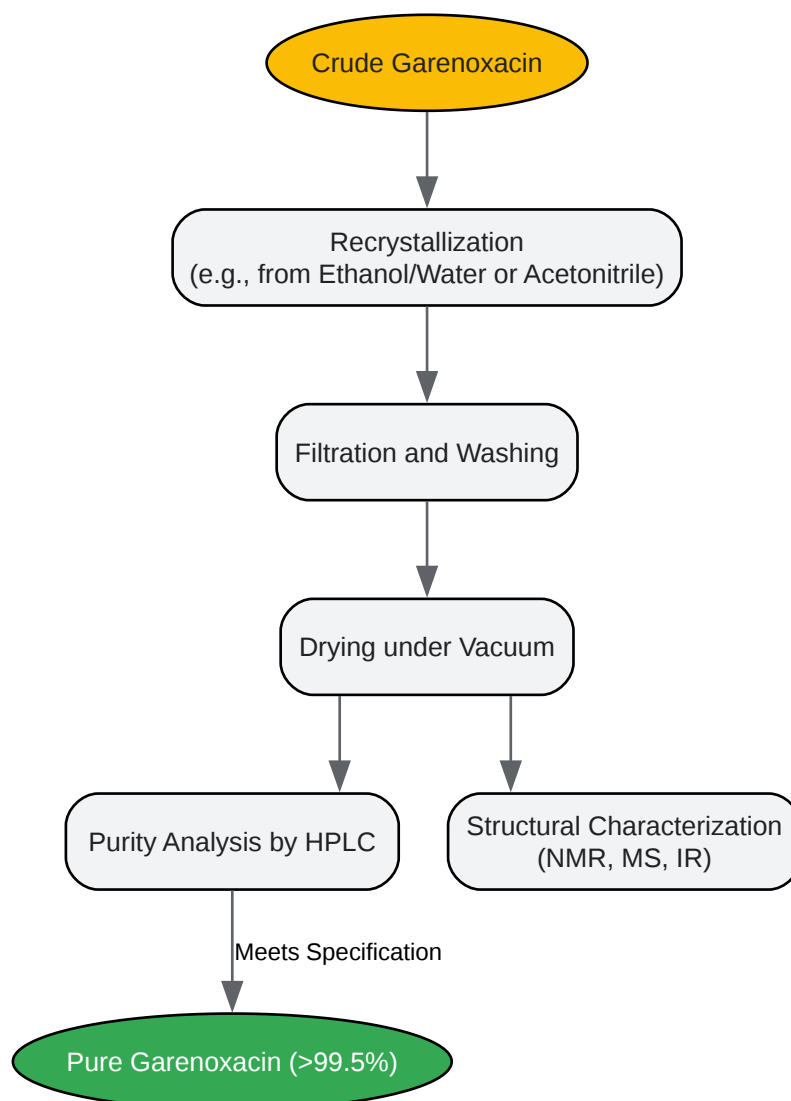 Crude Garenoxacin
Recrystallization
(e.g., from Ethanol/Water or Acetonitrile)
Filtration and Washing
Drying under Vacuum
Purity Analysis by HPLC
Structural Characterization
(NMR, MS, IR)
Meets Specification
Pure Garenoxacin (>99.5%)